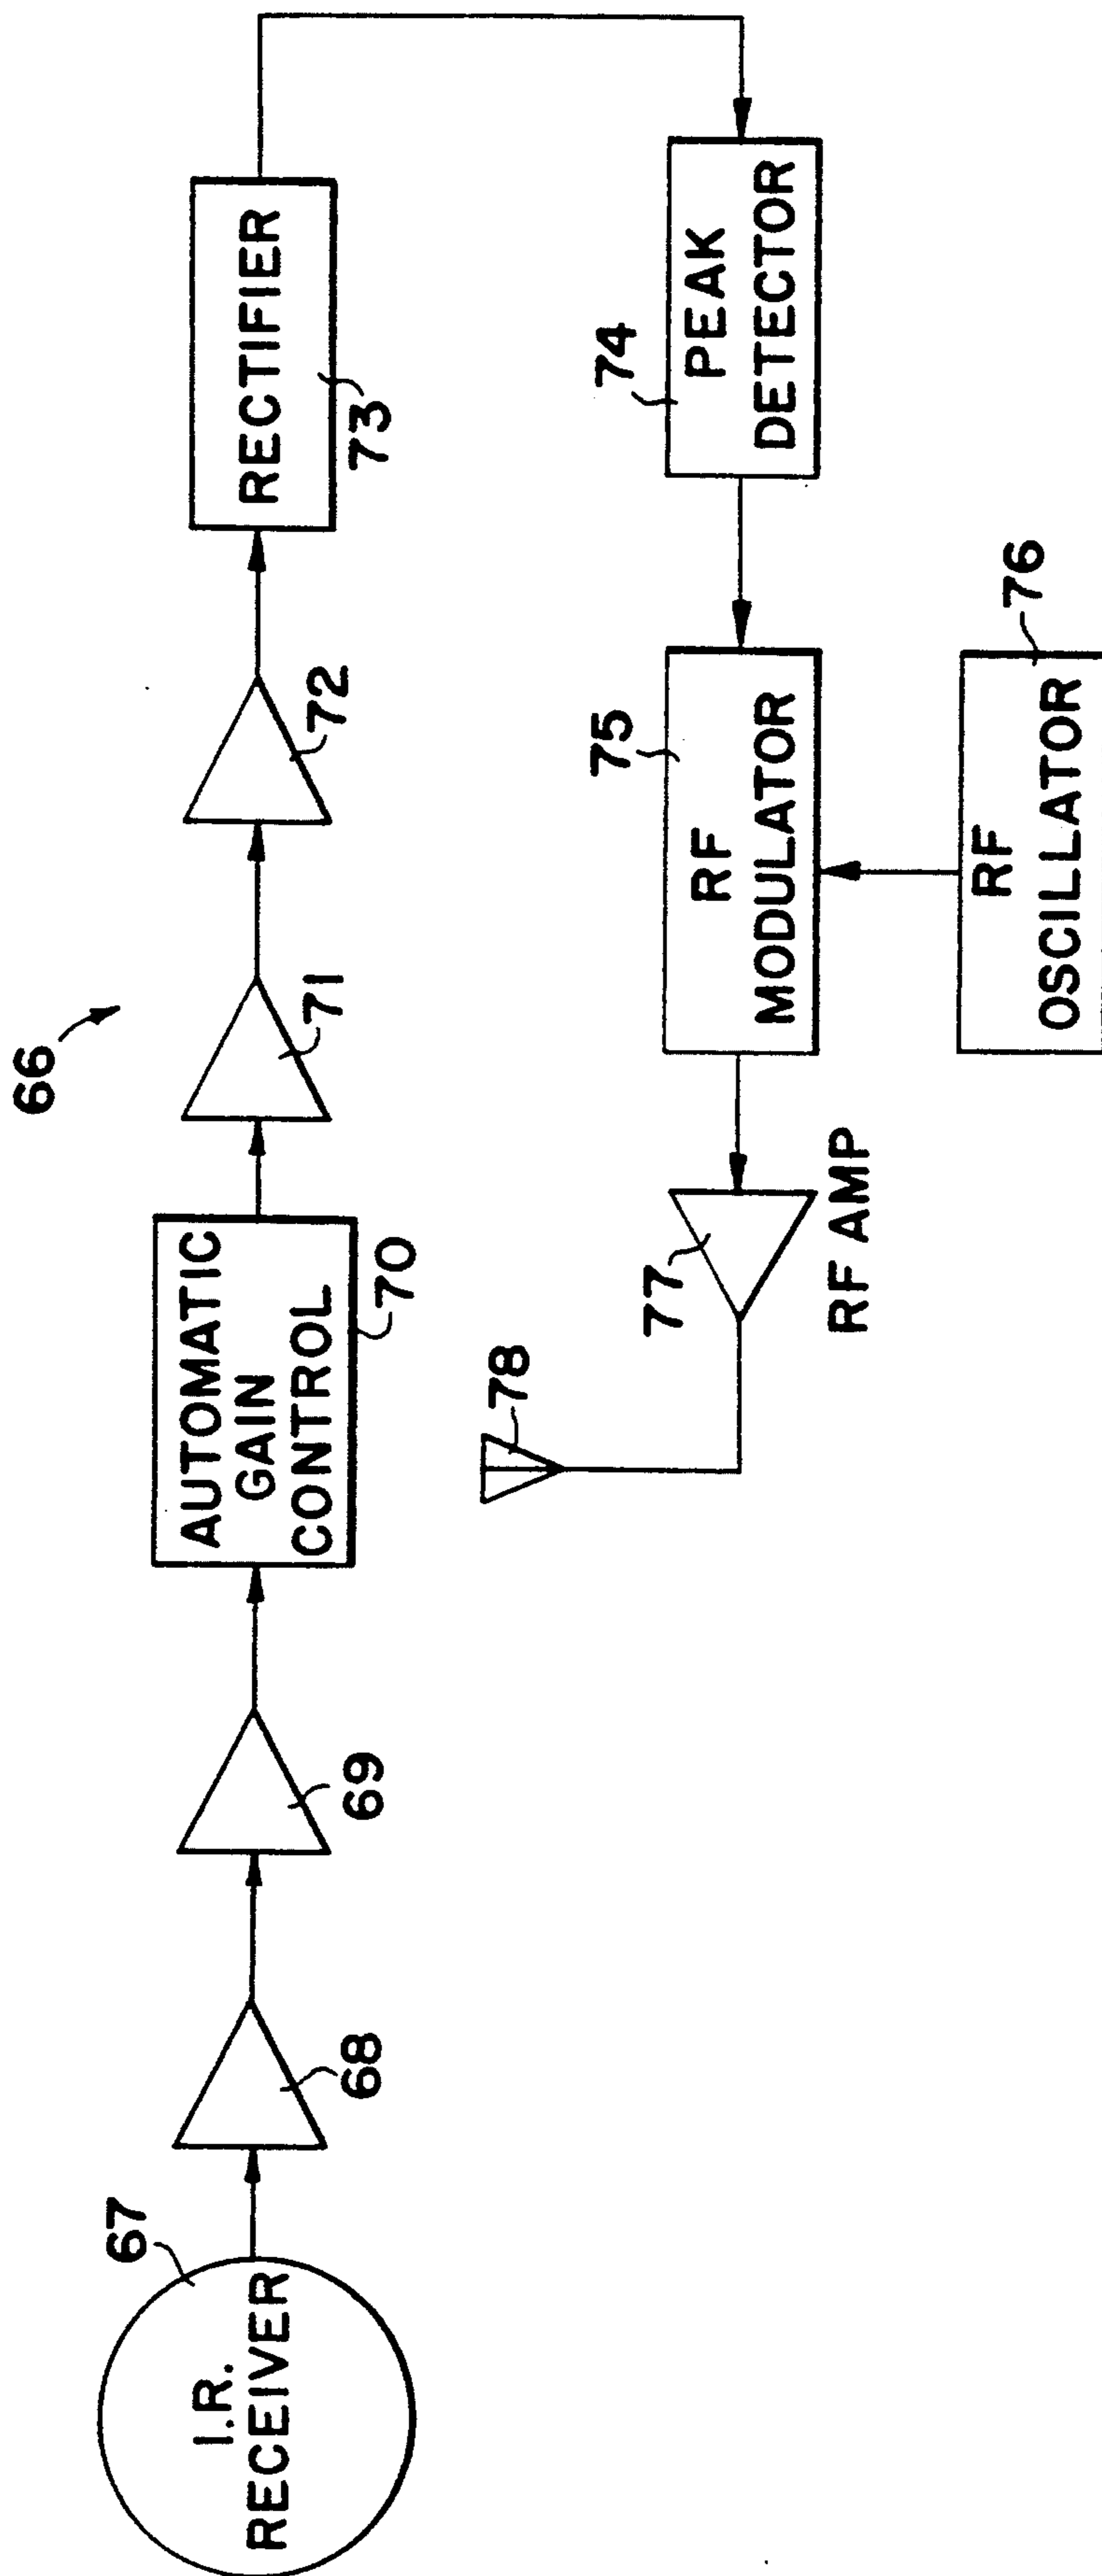 66
67
I.R.
RECEIVER
68
69
AUTOMATIC
GAIN
CONTROL
70
71
72
RECTIFIER
73
74
PEAK
DETECTOR
75
RF
MODULATOR
76
RF
OSCILLATOR
77
RF AMP
78